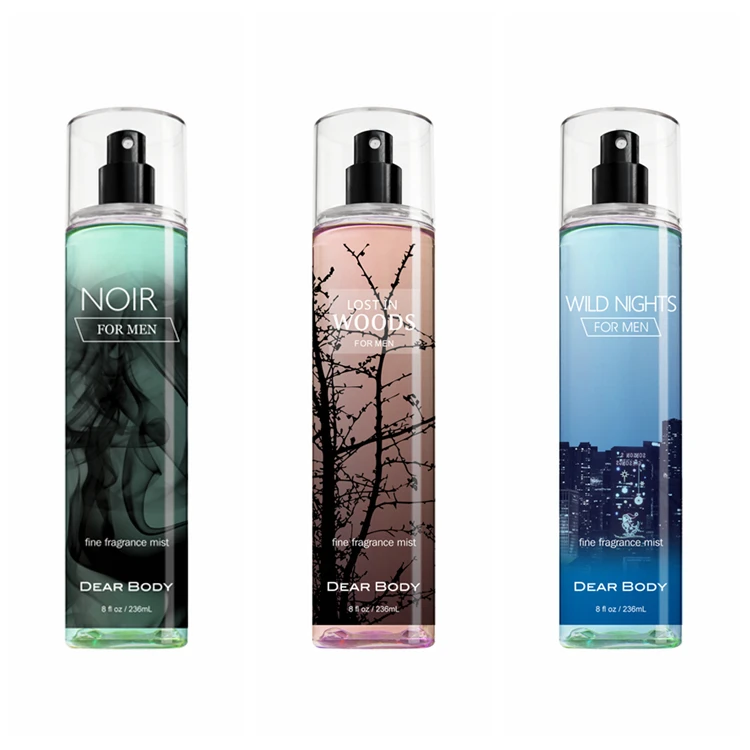 NOIR
FOR MEN
fine fragrance mist
DEAR BODY
8 fl oz / 236mL
LOST IN
WOODS
FOR MEN
fine fragrance mist
DEAR BODY
8 fl oz / 236mL
WILD NIGHTS
FOR MEN
fine fragrance mist
DEAR BODY
8 fl oz / 236mL